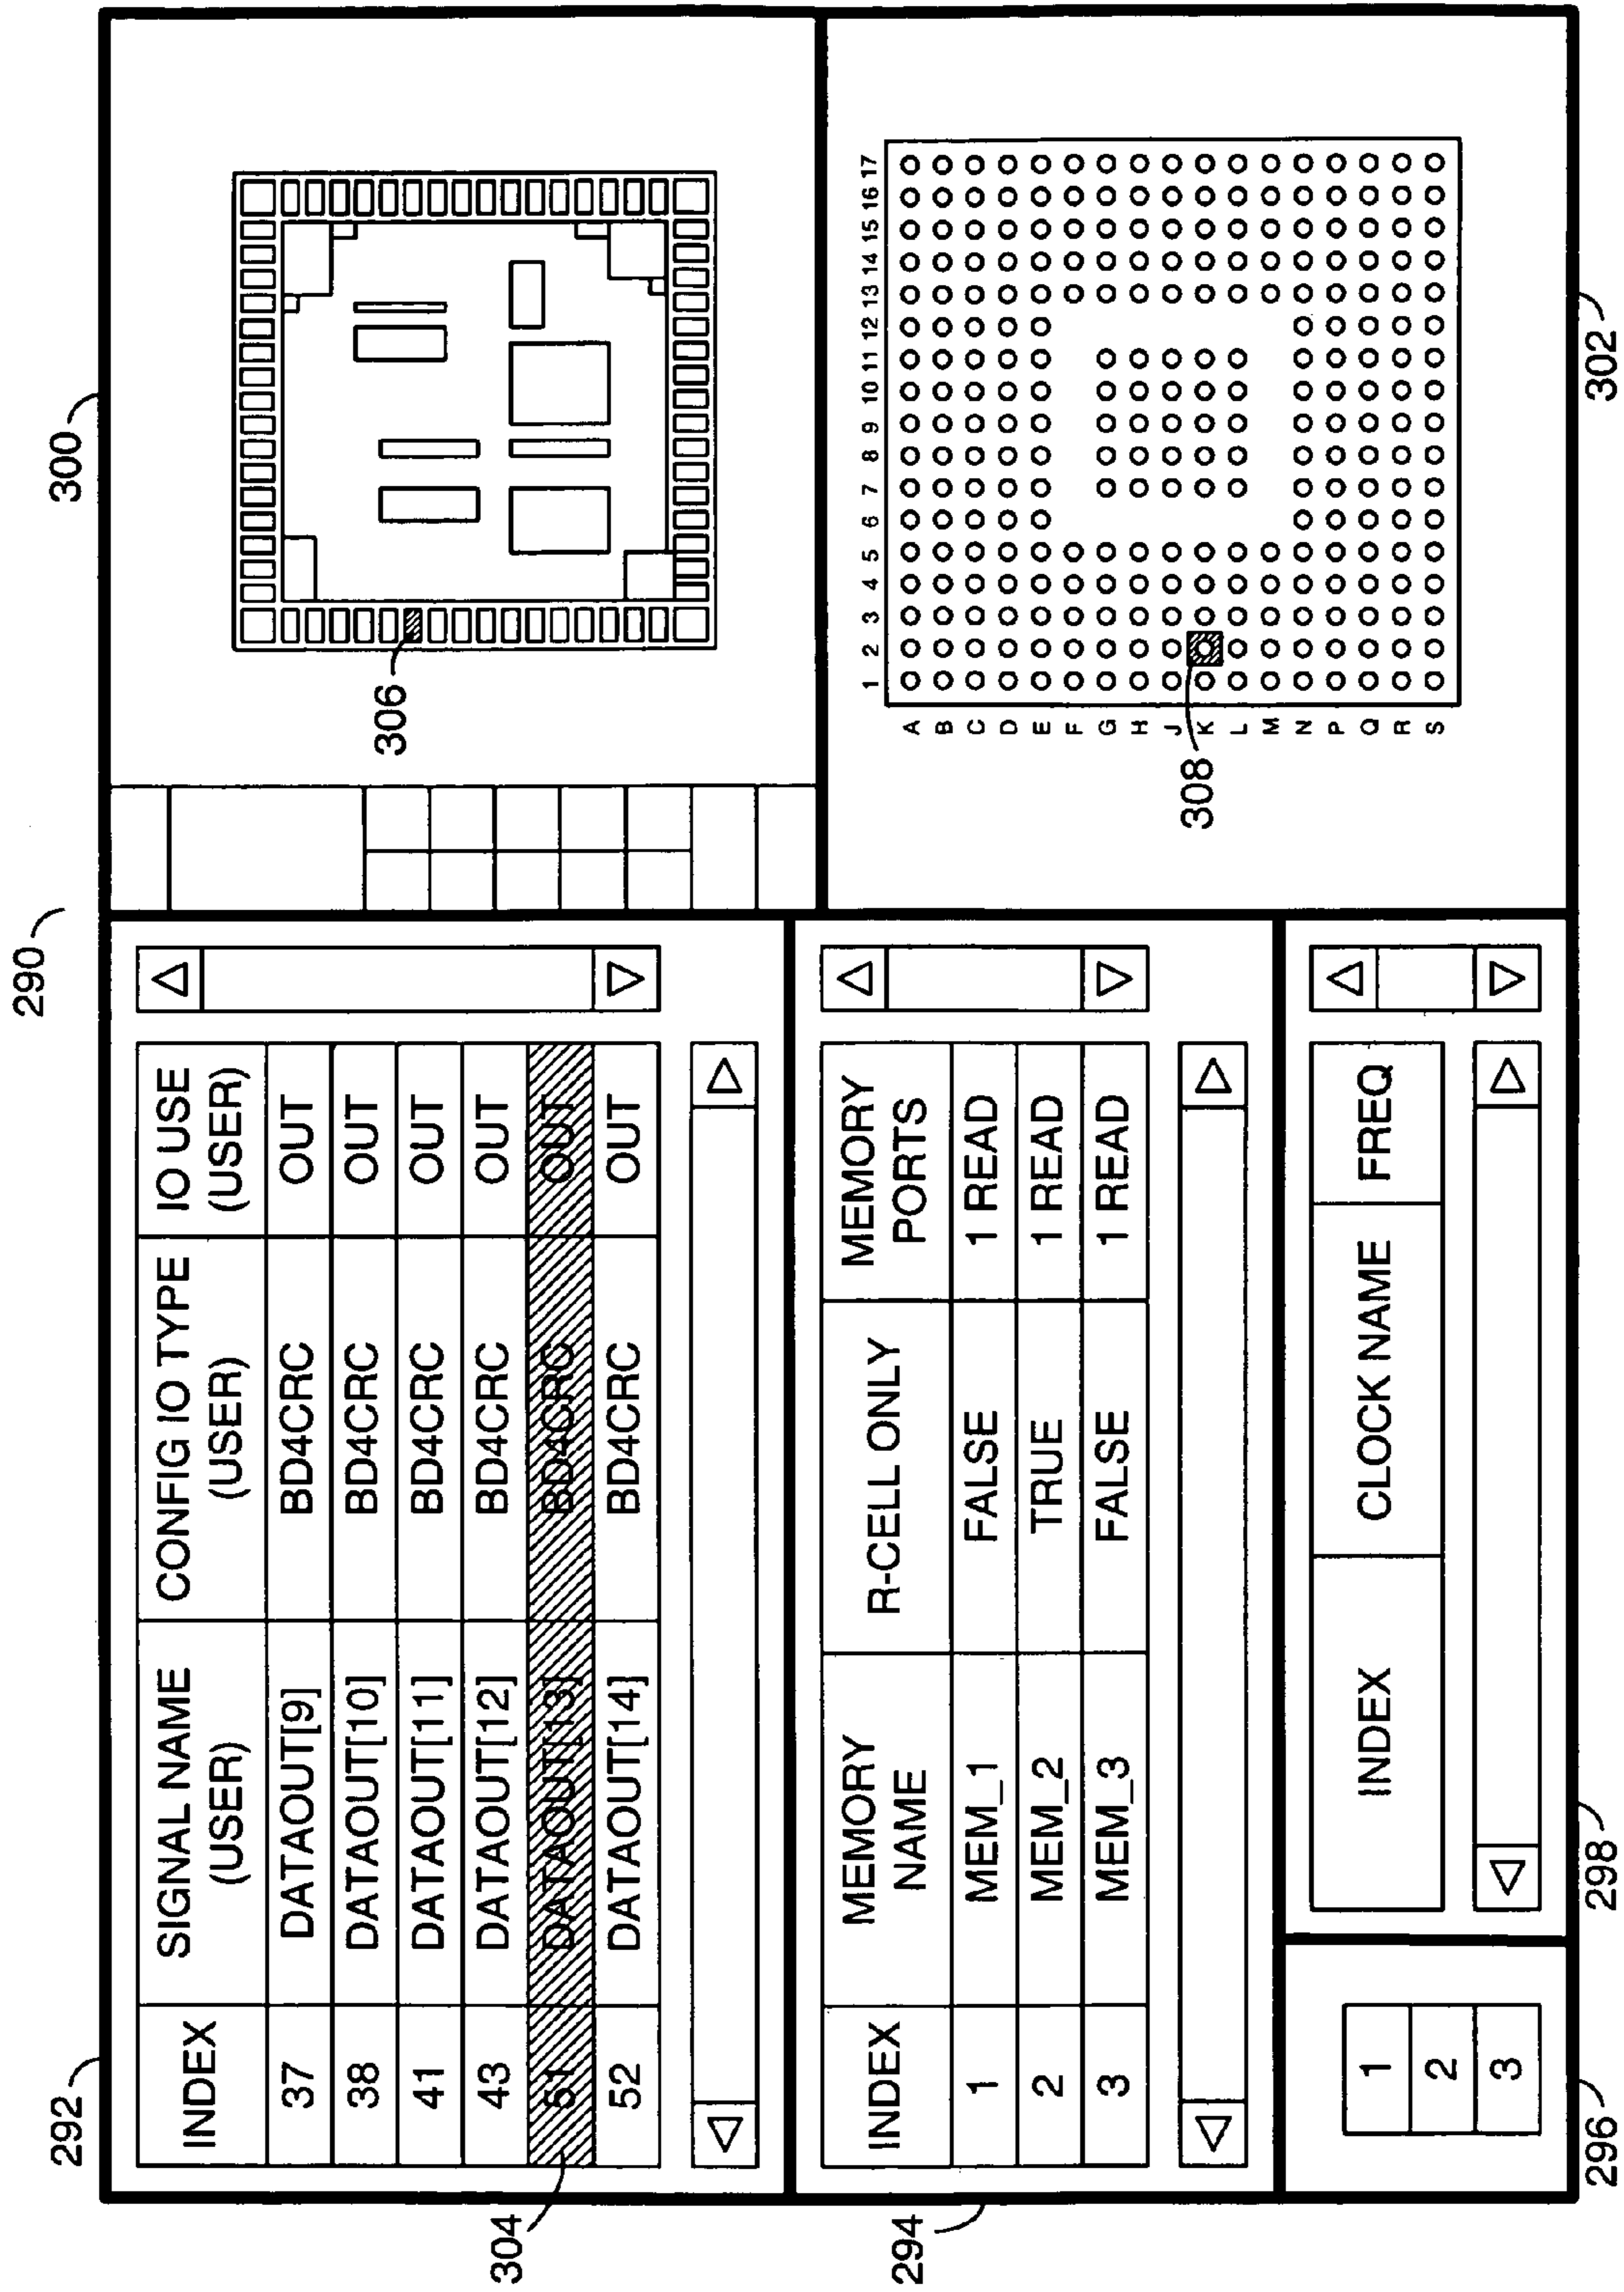 290
292
300
INDEX SIGNAL NAME (USER) CONFIG IO TYPE (USER) IO USE (USER)
37 DATAOUT[9] BD4CRC OUT
38 DATAOUT[10] BD4CRC OUT
41 DATAOUT[11] BD4CRC OUT
43 DATAOUT[12] BD4CRC OUT
51 DATAOUT[13] BD4CRC OUT
52 DATAOUT[14] BD4CRC OUT
304
306
294
INDEX MEMORY NAME R-CELL ONLY MEMORY PORTS
1 MEM_1 FALSE 1 READ
2 MEM_2 TRUE 1 READ
3 MEM_3 FALSE 1 READ
1 2 3 4 5 6 7 8 9 10 11 12 13 14 15 16 17
A
B
C
D
E
F
G
H
J
K
L
M
N
P
Q
R
S
308
1
2
3
INDEX CLOCK NAME FREQ
296
298
302